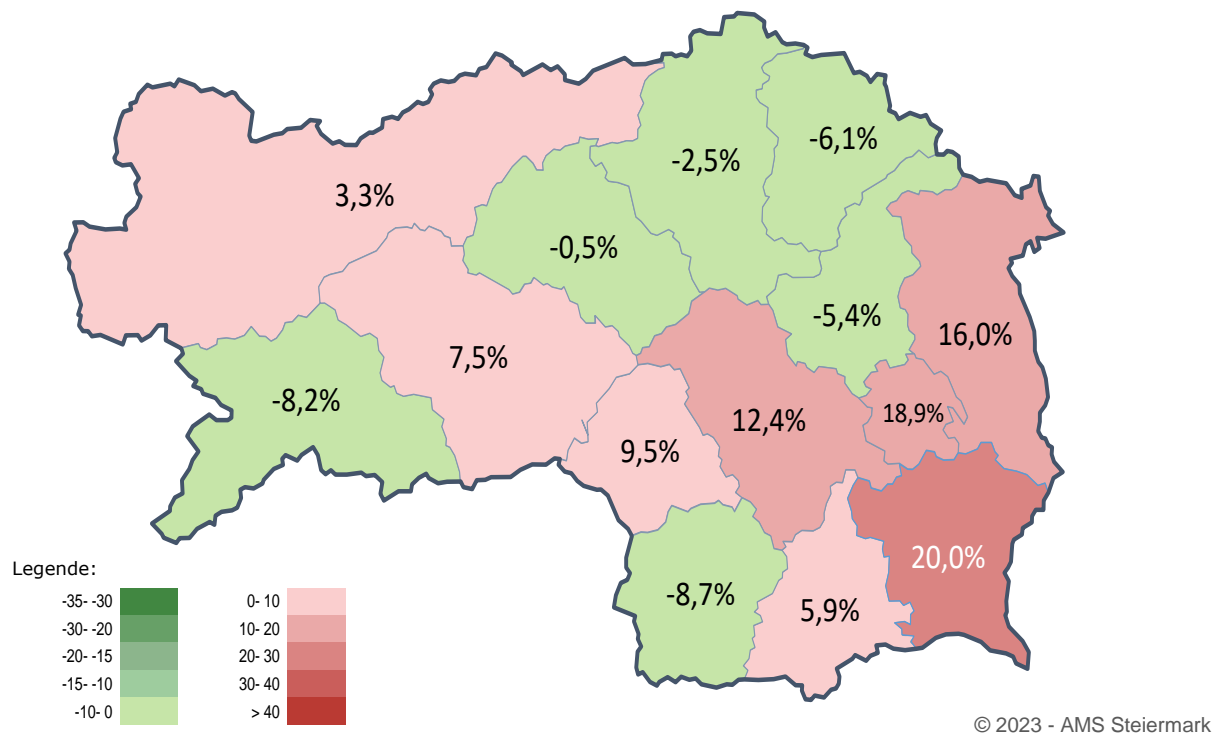 -6,1%
-2,5%
3,3%
-0,5%
-5,4%
16,0%
7,5%
-8,2%
18,9%
12,4%
9,5%
20,0%
-8,7%
5,9%
Legende:
-35- -30 0- 10
-30- -20 10- 20
-20- -15 20- 30
-15- -10 30- 40
-10- 0 > 40
© 2023 - AMS Steiermark